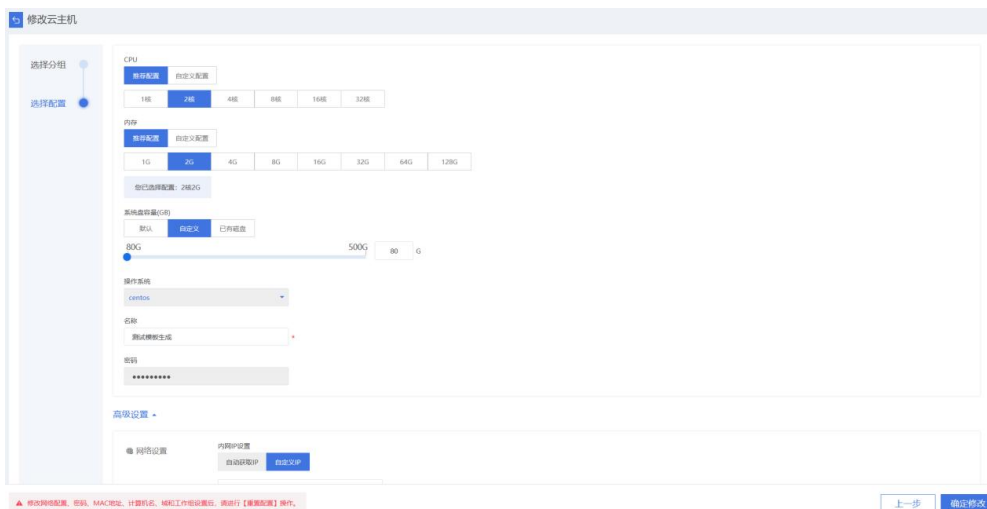 修改云主机
选择分组
选择配置
CPU
推荐配置 自定义配置
1核 2核 4核 8核 16核 32核
内存
推荐配置 自定义配置
1G 2G 4G 8G 16G 32G 64G 128G
您已选择配置：2核2G
系统盘容量(GB)
默认 自定义 已有磁盘
80G 500G 80 G
操作系统
centos
名称
测试模板生成 *
密码
•••••••••
高级设置
网络设置
内网IP设置
自动获取IP 自定义IP
修改网络配置、密码、MAC地址、计算机名、域和工作组设置后，请进行【重置配置】操作。
上一步 确定修改